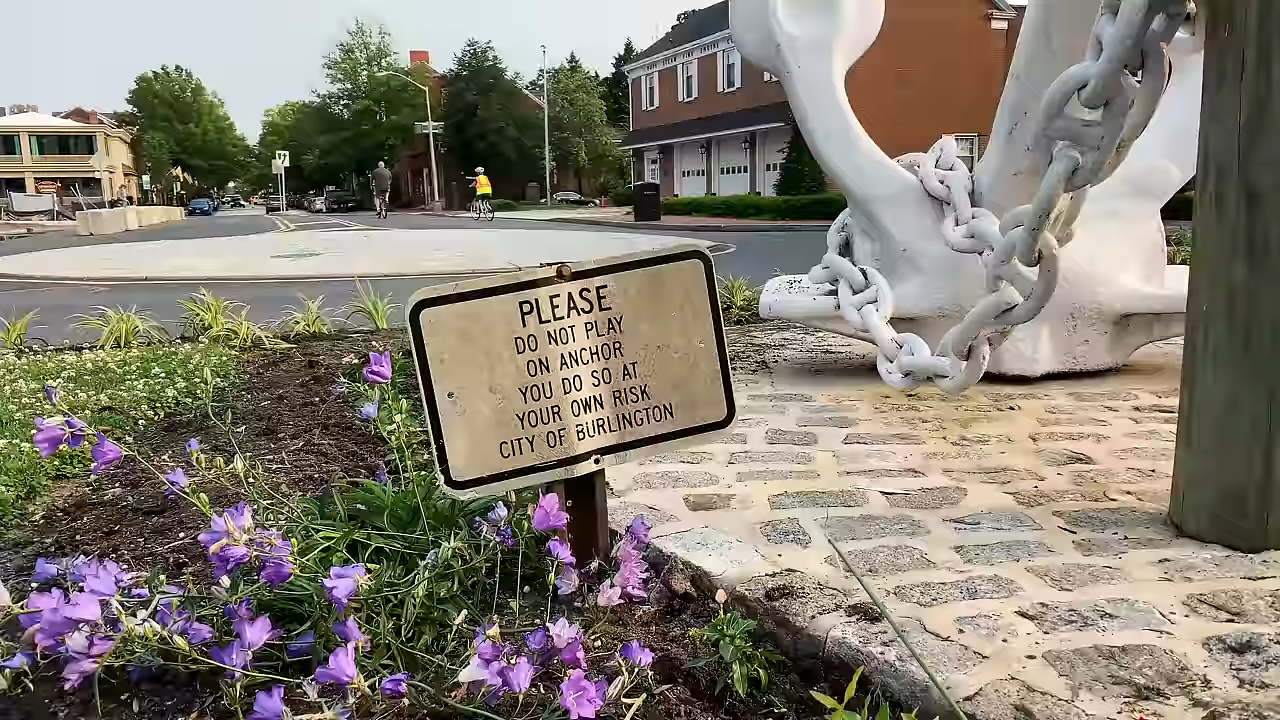 PLEASE
DO NOT PLAY
ON ANCHOR
YOU DO SO AT
YOUR OWN RISK
CITY OF BURLINGTON